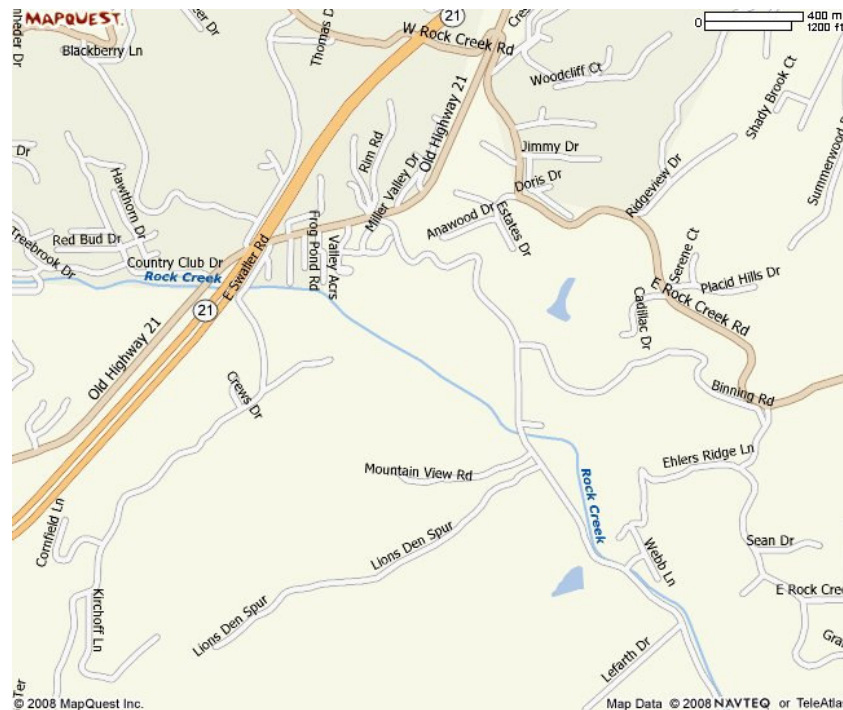 MAPQUEST.
21
W Rock Creek Rd
0 400 m
1200 ft
Blackberry Ln
Thomas D
Woodcliff Ct
Shady Brook Ct
Old Highway 21
Rim Rd
Jimmy Dr
Dr
Hawthorn Dr
Miller Valley Dr
Doris Dr
Ridgeview Dr
Frog Pond Rd
Anawood Dr
Estates Dr
Red Bud Dr
Treebrook Dr
Valley Acrs
Country Club Dr
E Swaller Rd
Serene Ct
Rock Creek
Placid Hills Dr
21
Cadillac Dr
E Rock Creek Rd
Old Highway 21
Crews Dr
Binning Rd
Ehlers Ridge Ln
Mountain View Rd
Rock Creek
Cornfield Ln
Lions Den Spur
Webb Ln
Sean Dr
Kirchoff Ln
E Rock Cree
Lions Den Spur
Lefarth Dr
Gra
Ter
© 2008 MapQuest Inc.
Map Data © 2008 NAVTEQ or TeleAtla